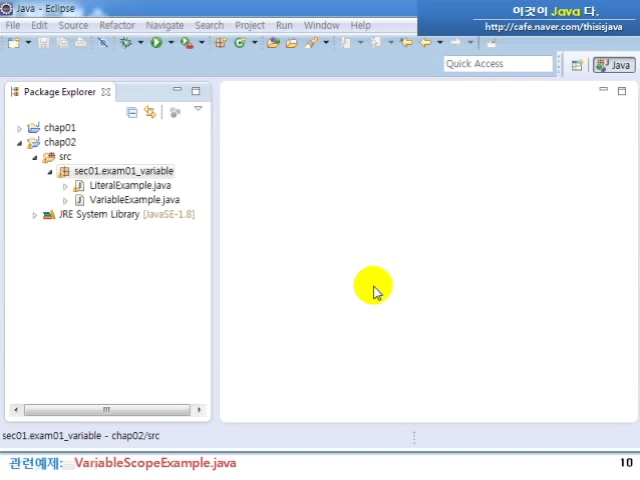 Java - Eclipse
이것이 Java 다.
http://cafe.naver.com/thisisjava
File Edit Source Refactor Navigate Search Project Run Window Help
Quick Access
Java
Package Explorer
chap01
chap02
src
sec01.exam01_variable
LiteralExample.java
VariableExample.java
JRE System Library [JavaSE-1.8]
sec01.exam01_variable - chap02/src
관련예제: VariableScopeExample.java
10